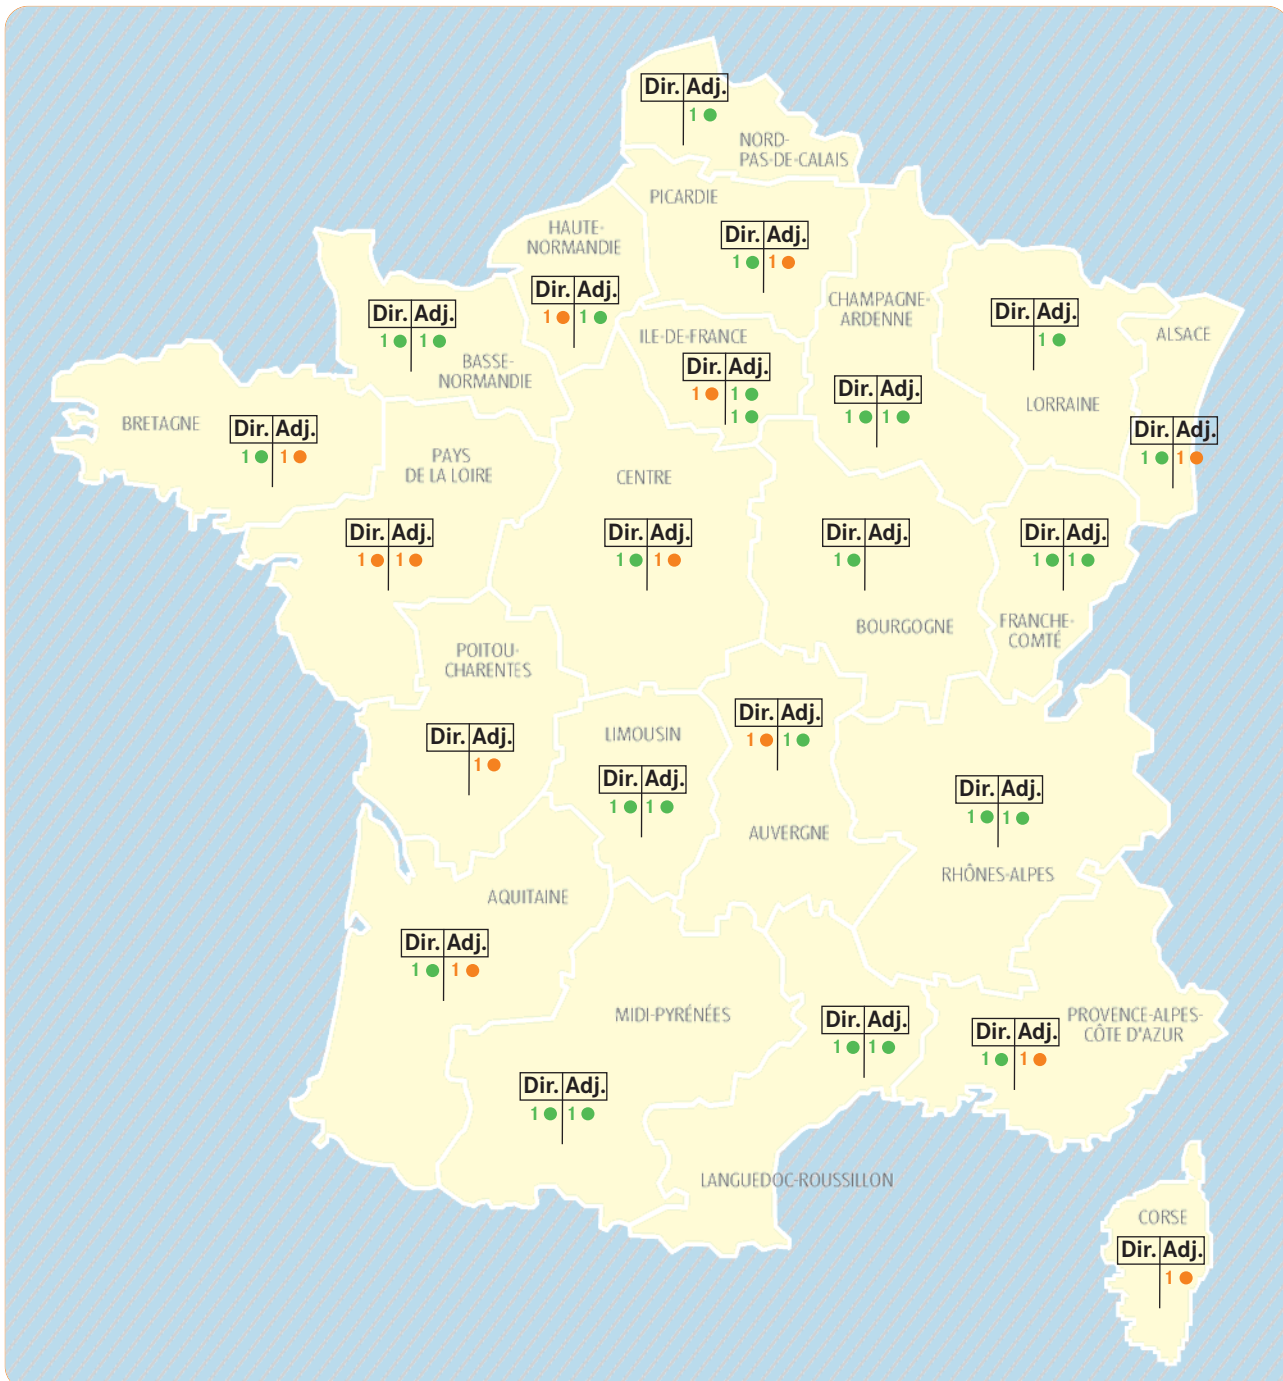 Dir. Adj.
1
NORD-
PAS-DE-CALAIS
PICARDIE
Dir. Adj.
1 1
HAUTE-
NORMANDIE
Dir. Adj.
1 1
Dir. Adj.
1 1
BASSE-
NORMANDIE
ILE-DE-FRANCE
Dir. Adj.
1 1
1
CHAMPAGNE-
ARDENNE
Dir. Adj.
1 1
Dir. Adj.
1
LORRAINE
ALSACE
Dir. Adj.
1 1
BRETAGNE
Dir. Adj.
1 1
PAYS
DE LA LOIRE
Dir. Adj.
1 1
CENTRE
Dir. Adj.
1 1
Dir. Adj.
1
BOURGOGNE
Dir. Adj.
1 1
FRANCHE-
COMTÉ
POITOU-
CHARENTES
Dir. Adj.
1
LIMOUSIN
Dir. Adj.
1 1
Dir. Adj.
1 1
AUVERGNE
Dir. Adj.
1 1
RHÔNES-ALPES
AQUITAINE
Dir. Adj.
1 1
MIDI-PYRÉNÉES
Dir. Adj.
1 1
Dir. Adj.
1 1
LANGUEDOC-ROUSSILLON
PROVENCE-ALPES-
CÔTE D'AZUR
Dir. Adj.
1 1
CORSE
Dir. Adj.
1